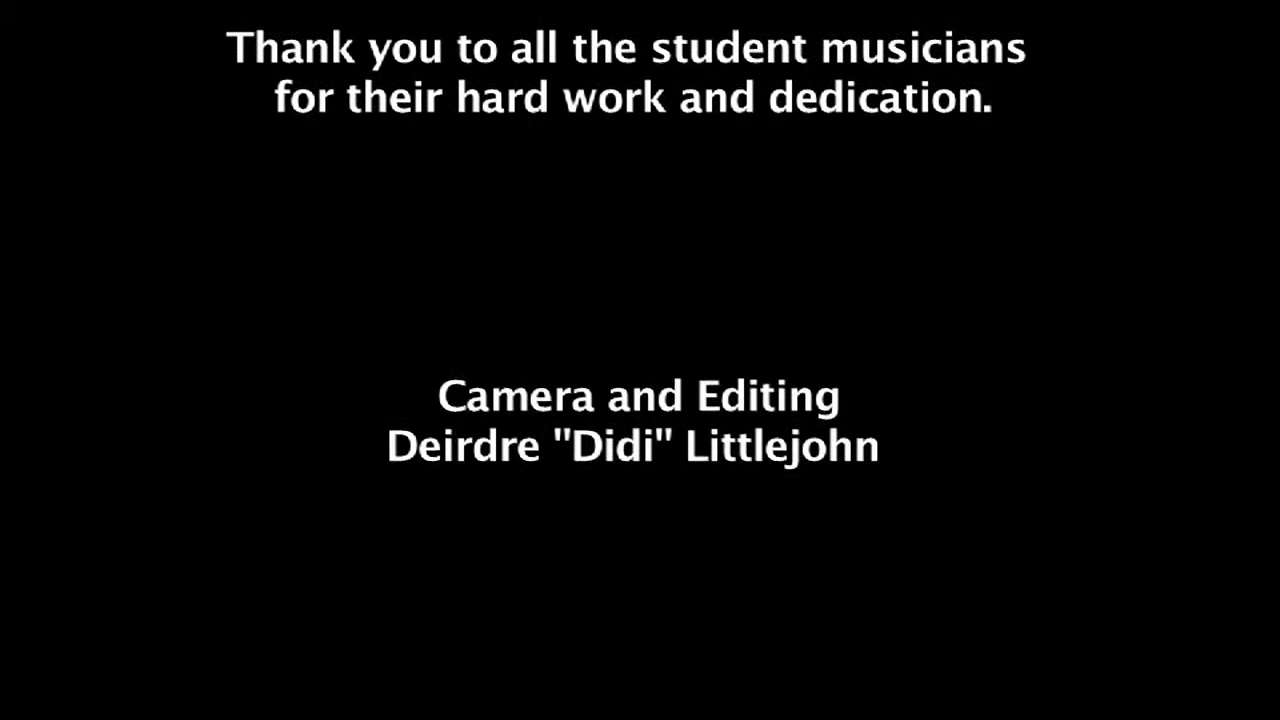 Thank you to all the student musicians
for their hard work and dedication.
Camera and Editing
Deirdre "Didi" Littlejohn